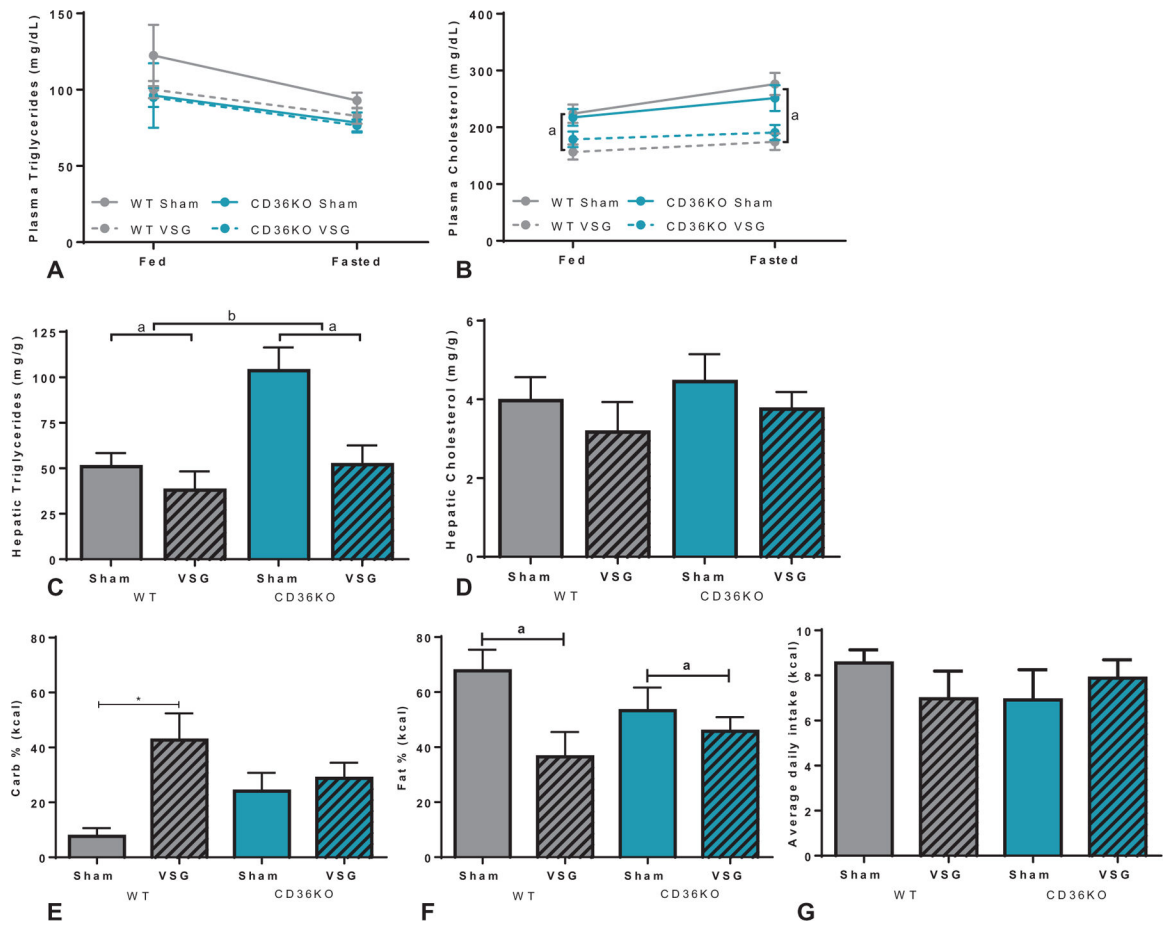 Plasma Triglycerides (mg/dL)
150
100
50
0
WT Sham
CD36KO Sham
WT VSG
CD36KO VSG
Fed
Fasted
A
Plasma Cholesterol (mg/dL)
400
300
200
100
0
a
a
WT Sham
CD36KO Sham
WT VSG
CD36KO VSG
Fed
Fasted
B
Hepatic Triglycerides (mg/g)
125
100
75
50
25
0
a
b
a
Sham
VSG
Sham
VSG
WT
CD36KO
C
Hepatic Cholesterol (mg/g)
6
4
2
0
Sham
VSG
Sham
VSG
WT
CD36KO
D
Carb % (kcal)
80
60
40
20
0
*
Sham
VSG
Sham
VSG
WT
CD36KO
E
Fat % (kcal)
80
60
40
20
0
a
a
Sham
VSG
Sham
VSG
WT
CD36KO
F
Average daily intake (kcal)
10
8
6
4
2
0
Sham
VSG
Sham
VSG
WT
CD36KO
G